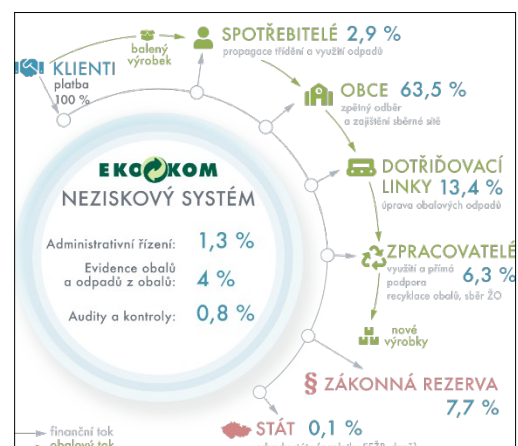 SPOTŘEBITELÉ 2,9 %
propagace třídění a využití odpadů
balený
výrobek
KLIENTI
platba
100 %
OBCE 63,5 %
zpětný odběr
a zajištění sběrné sítě
EKO KOM
NEZISKOVÝ SYSTÉM
DOTŘIĎOVACÍ
LINKY 13,4 %
úprava obalových odpadů
Administrativní řízení: 1,3 %
Evidence obalů
a odpadů z obalů: 4 %
Audity a kontroly: 0,8 %
ZPRACOVATELÉ
využití a přímá
podpora 6,3 %
recyklace obalů, sběr ŽO
nové
výrobky
§ ZÁKONNÁ REZERVA
7,7 %
STÁT 0,1 %
finanční tok
obalový tok